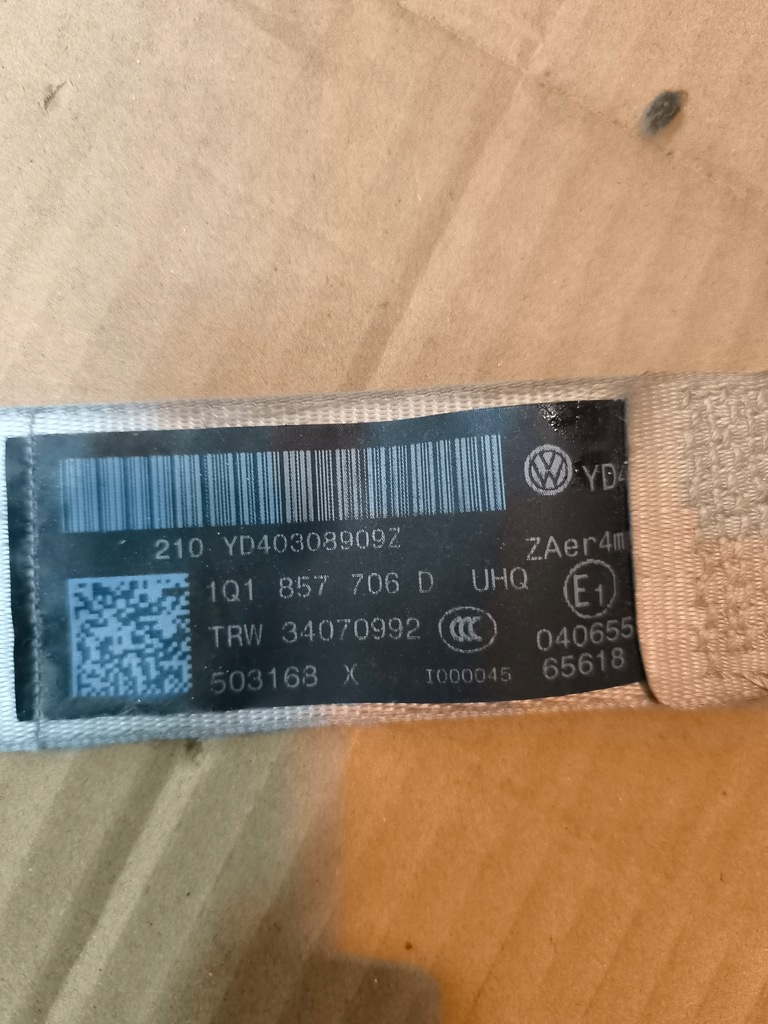 210 YD40308909Z
1Q1 857 706 D UHQ
TRW 34070992 CCC
503168 X I000045
VW YD4
ZAer4m
E1
040655
65618